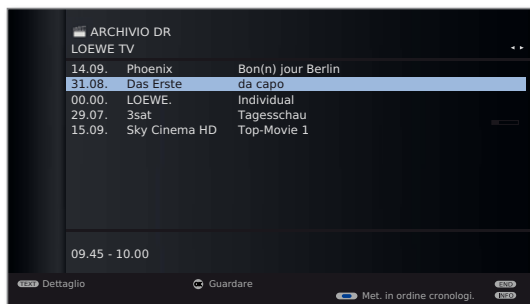 ARCHIVIO DR
LOEWE TV
14.09. Phoenix Bon(n) jour Berlin
31.08. Das Erste da capo
00.00. LOEWE. Individual
29.07. 3sat Tagesschau
15.09. Sky Cinema HD Top-Movie 1
09.45 - 10.00
TEXT Dettaglio OK Guardare END
Met. in ordine cronologi. INFO